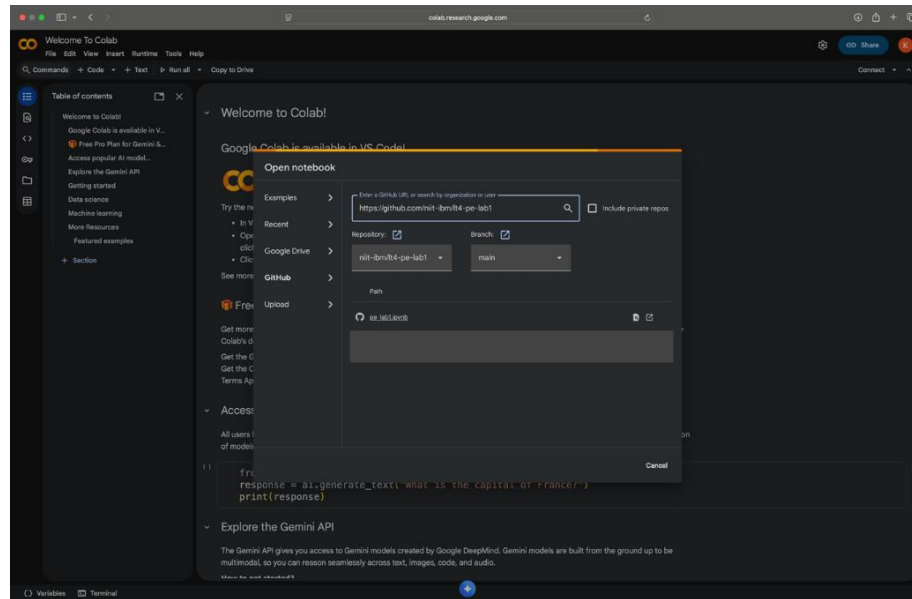 colab.research.google.com
Welcome To Colab
File Edit View Insert Runtime Tools Help
Share
K
Commands + Code + Text Run all Copy to Drive
Connect
Table of contents
Welcome to Colab!
Google Colab is available in V...
Free Pro Plan for Gemini &...
Access popular AI model...
Explore the Gemini API
Getting started
Data science
Machine learning
More Resources
Featured examples
+ Section
Welcome to Colab!
Google Colab is available in VS Code!
Try the ne
In V
Ope
clic
Clic
See more
Free
Get more
Colab's d
Get the G
Get the C
Terms Ap
Access
All users
on
of models
Open notebook
Examples
Recent
Google Drive
GitHub
Upload
Enter a GitHub URL or search by organization or user
https://github.com/niit-ibm/lt4-pe-lab1
Include private repos
Repository:
Branch:
niit-ibm/lt4-pe-lab1
main
Path
pe_lab1.ipynb
Cancel
response = ai.generate_text("What is the capital of France?")
print(response)
Explore the Gemini API
The Gemini API gives you access to Gemini models created by Google DeepMind. Gemini models are built from the ground up to be
multimodal, so you can reason seamlessly across text, images, code, and audio.
How to get started?
Variables Terminal